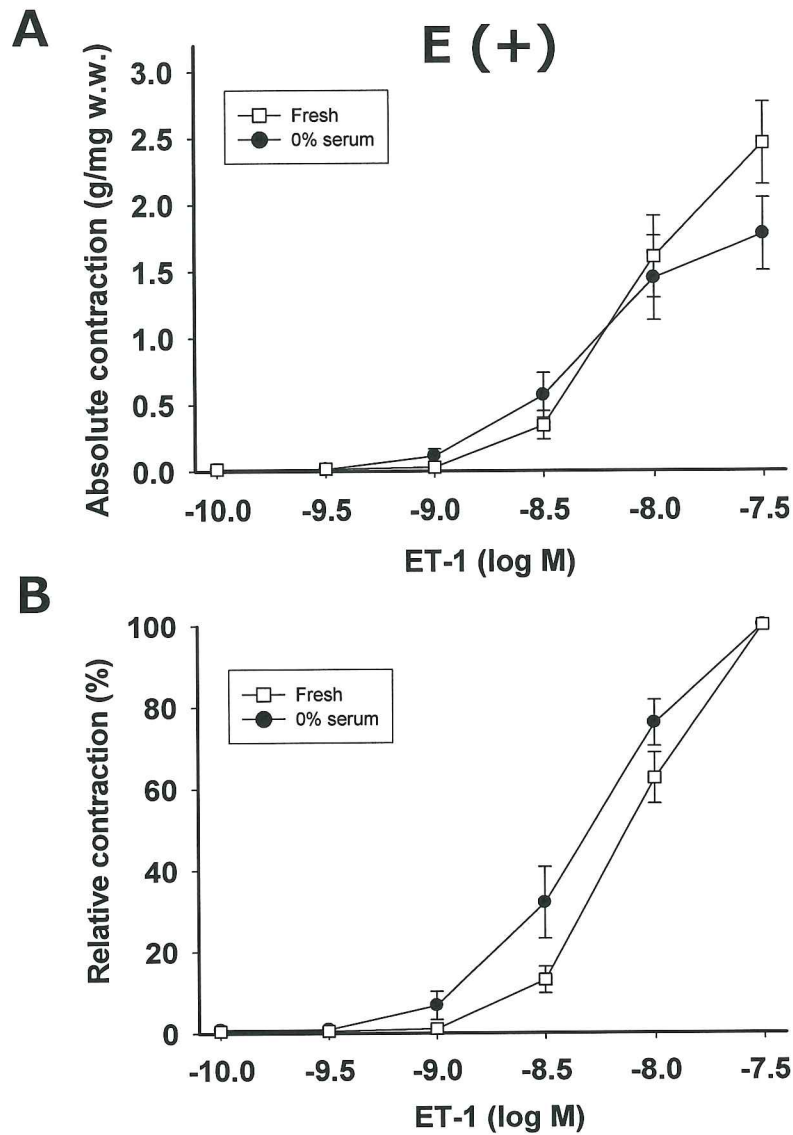 A
E (+)
Absolute contraction (g/mg w.w.)
3.0
2.5
2.0
1.5
1.0
0.5
0.0
Fresh
0% serum
-10.0 -9.5 -9.0 -8.5 -8.0 -7.5
ET-1 (log M)
B
Relative contraction (%)
100
80
60
40
20
0
Fresh
0% serum
-10.0 -9.5 -9.0 -8.5 -8.0 -7.5
ET-1 (log M)